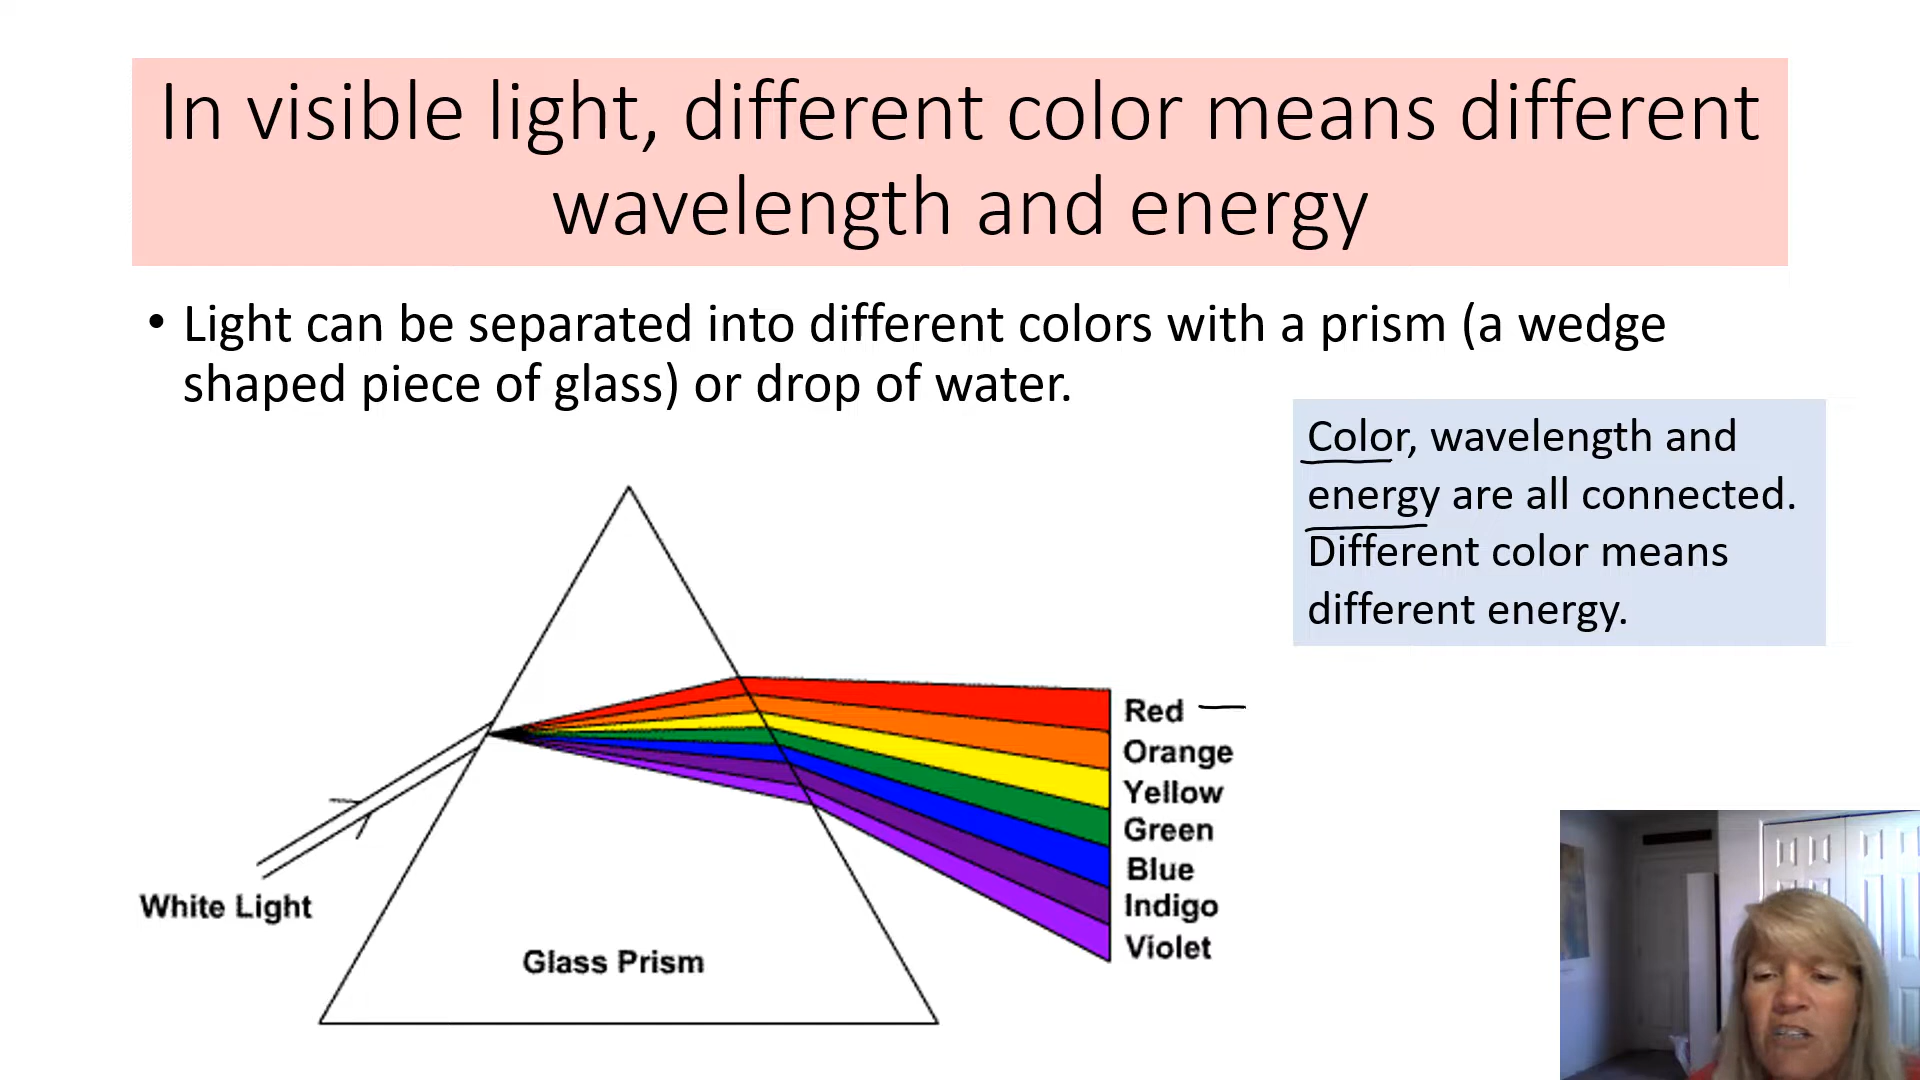 In visible light, different color means different
wavelength and energy
• Light can be separated into different colors with a prism (a wedge
shaped piece of glass) or drop of water.
Color, wavelength and
energy are all connected.
Different color means
different energy.
Red
Orange
Yellow
Green
Blue
Indigo
Violet
White Light
Glass Prism